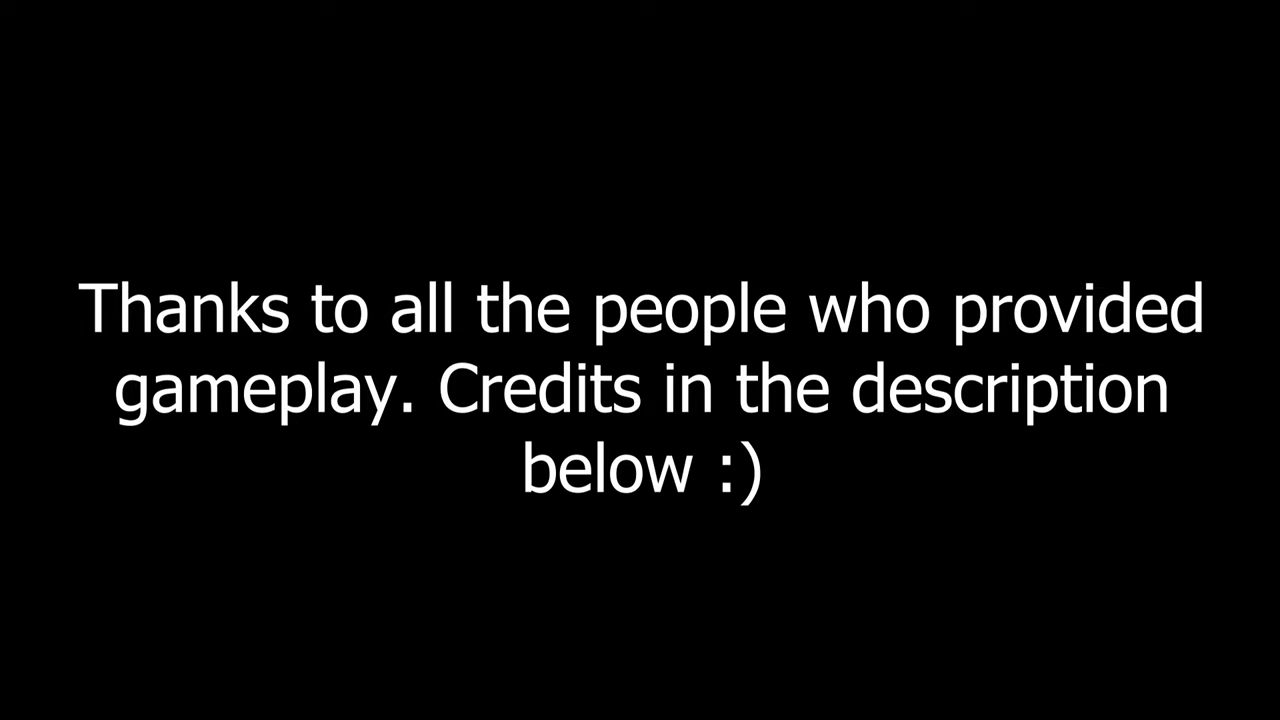 Thanks to all the people who provided
gameplay. Credits in the description
below :)